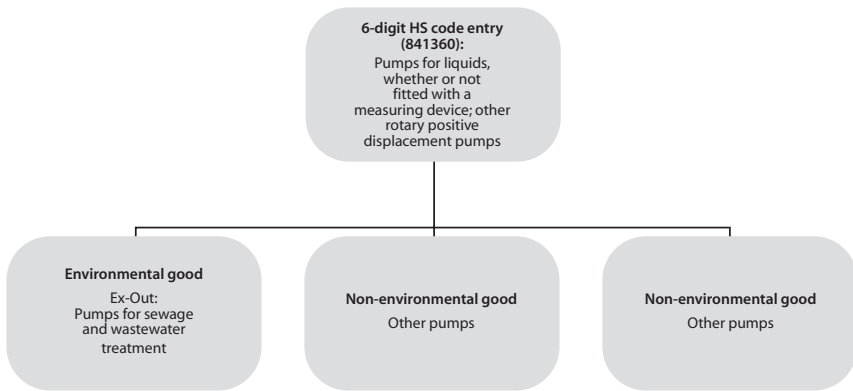 6-digit HS code entry
(841360):
Pumps for liquids,
whether or not
fitted with a
measuring device; other
rotary positive
displacement pumps
Environmental good
Ex-Out:
Pumps for sewage
and wastewater
treatment
Non-environmental good
Other pumps
Non-environmental good
Other pumps